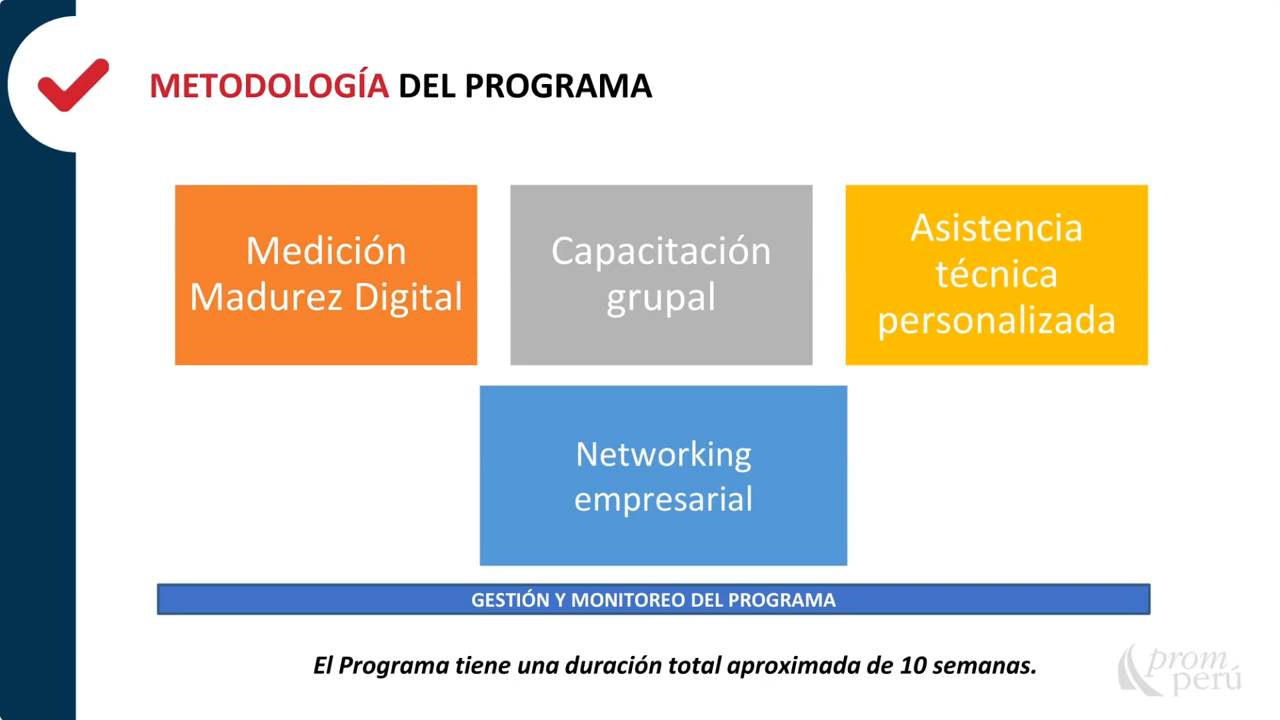 METODOLOGÍA DEL PROGRAMA
Medición
Madurez Digital
Capacitación
grupal
Asistencia
técnica
personalizada
Networking
empresarial
GESTIÓN Y MONITOREO DEL PROGRAMA
El Programa tiene una duración total aproximada de 10 semanas.
prom
perú